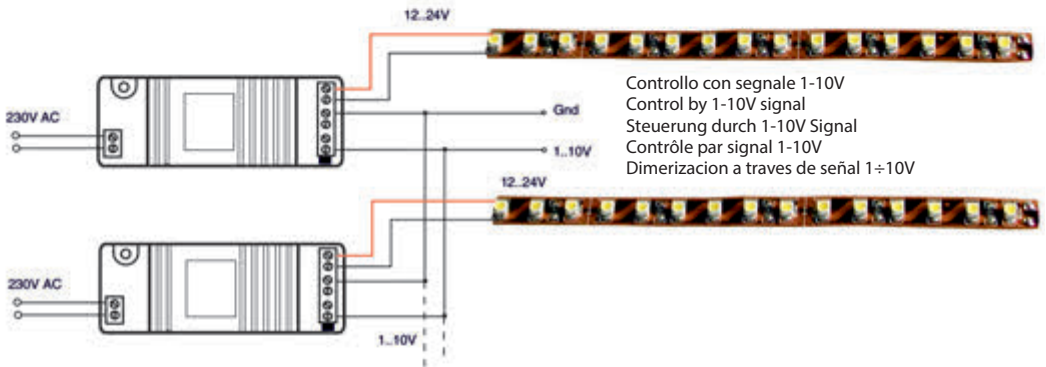 12..24V
230V AC
Gnd
1..10V
Controllo con segnale 1-10V
Control by 1-10V signal
Steuerung durch 1-10V Signal
Contrôle par signal 1-10V
Dimerizacion a traves de señal 1÷10V
12..24V
230V AC
1..10V